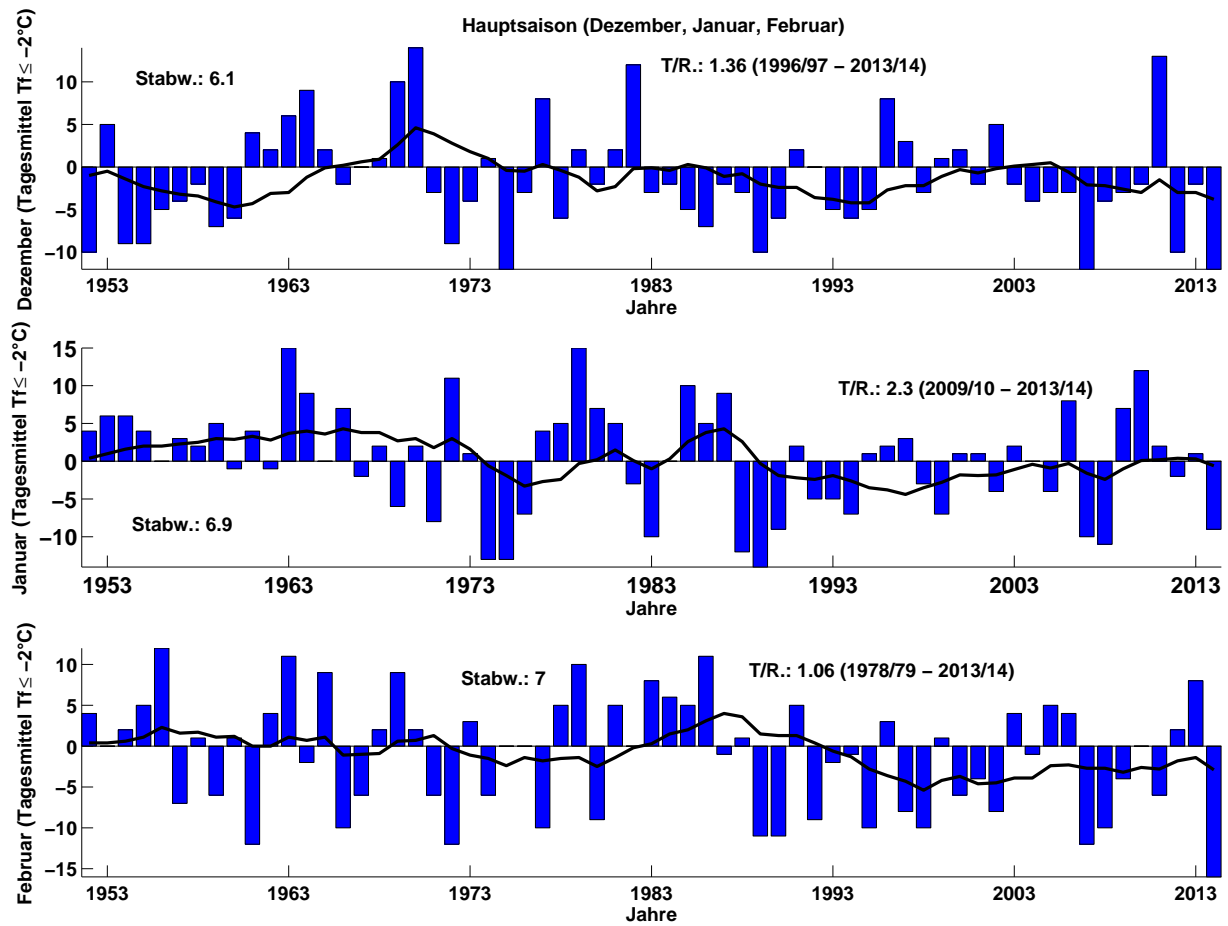 Hauptsaison (Dezember, Januar, Februar)
Dezember (Tagesmittel Tf≤ −2°C)
Stabw.: 6.1
T/R.: 1.36 (1996/97 − 2013/14)
10
5
0
−5
−10
1953 1963 1973 1983 1993 2003 2013
Jahre
Januar (Tagesmittel Tf≤ −2°C)
15
10
5
0
−5
−10
T/R.: 2.3 (2009/10 − 2013/14)
Stabw.: 6.9
1953 1963 1973 1983 1993 2003 2013
Jahre
Februar (Tagesmittel Tf≤ −2°C)
Stabw.: 7
T/R.: 1.06 (1978/79 − 2013/14)
10
5
0
−5
−10
−15
1953 1963 1973 1983 1993 2003 2013
Jahre